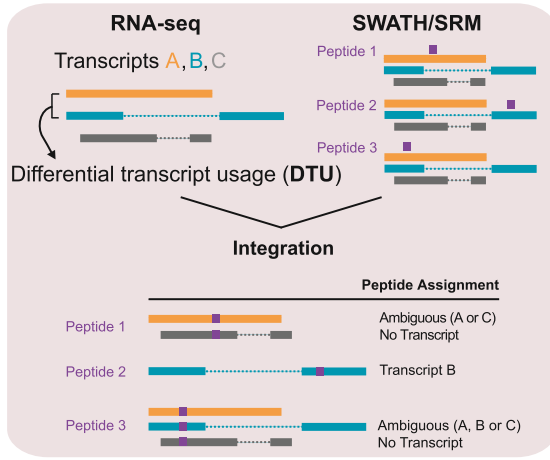 RNA-seq
Transcripts A, B, C
Differential transcript usage (DTU)
SWATH/SRM
Peptide 1
Peptide 2
Peptide 3
Integration
Peptide Assignment
Peptide 1
Ambiguous (A or C)
No Transcript
Peptide 2
Transcript B
Peptide 3
Ambiguous (A, B or C)
No Transcript